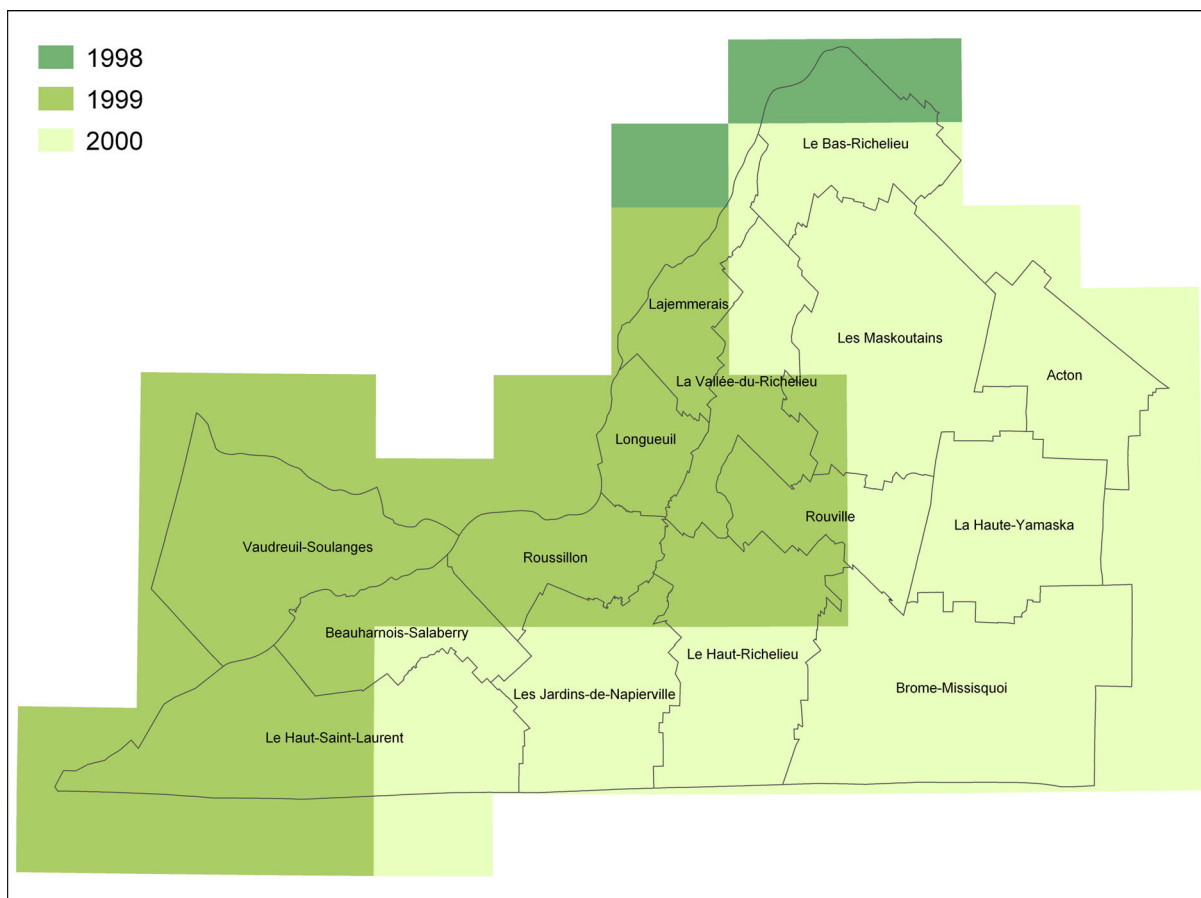 1998
1999
2000
Le Bas-Richelieu
Lajemmerais
Les Maskoutains
La Vallée-du-Richelieu
Acton
Longueuil
Rouville
La Haute-Yamaska
Vaudreuil-Soulanges
Roussillon
Beauharnois-Salaberry
Le Haut-Richelieu
Brome-Missisquoi
Les Jardins-de-Napierville
Le Haut-Saint-Laurent